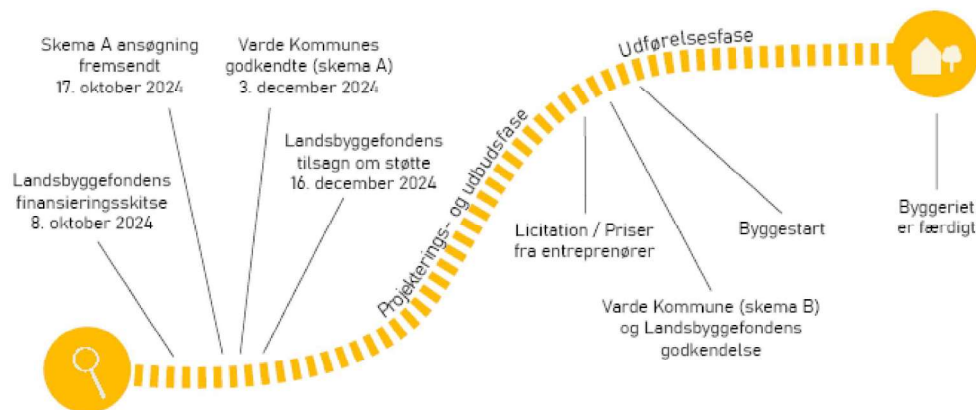 Skema A ansøgning
fremsendt
17. oktober 2024
Varde Kommunes
godkendte (skema A)
3. december 2024
Landsbyggefondens
finansieringsskitse
8. oktober 2024
Landsbyggefondens
tilsagn om støtte
16. december 2024
Projekterings- og udbudsfase
Udførelsesfase
Licitation / Priser
fra entreprenører
Varde Kommune (skema B)
og Landsbyggefondens
godkendelse
Byggestart
Byggeriet
er færdigt